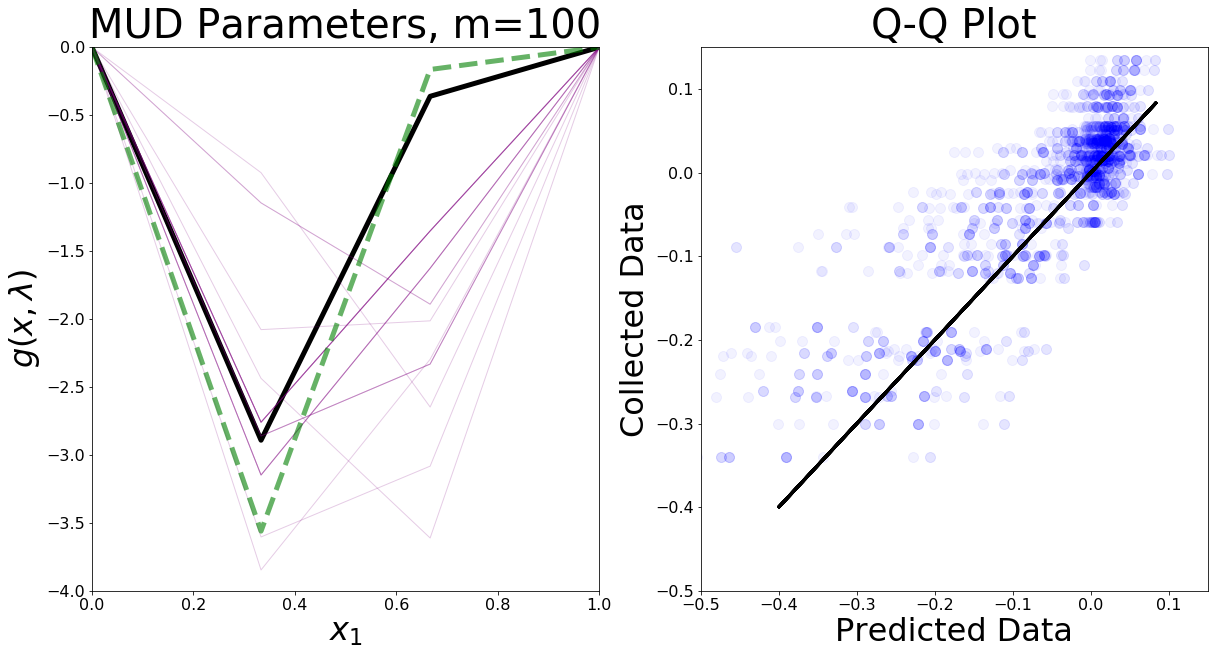 MUD Parameters, m=100
0.0
−0.5
−1.0
−1.5
−2.0
−2.5
−3.0
−3.5
−4.0
g(x, λ)
0.0 0.2 0.4 0.6 0.8 1.0
x₁
Q-Q Plot
0.1
0.0
−0.1
−0.2
−0.3
−0.4
−0.5
Collected Data
−0.5 −0.4 −0.3 −0.2 −0.1 0.0 0.1
Predicted Data